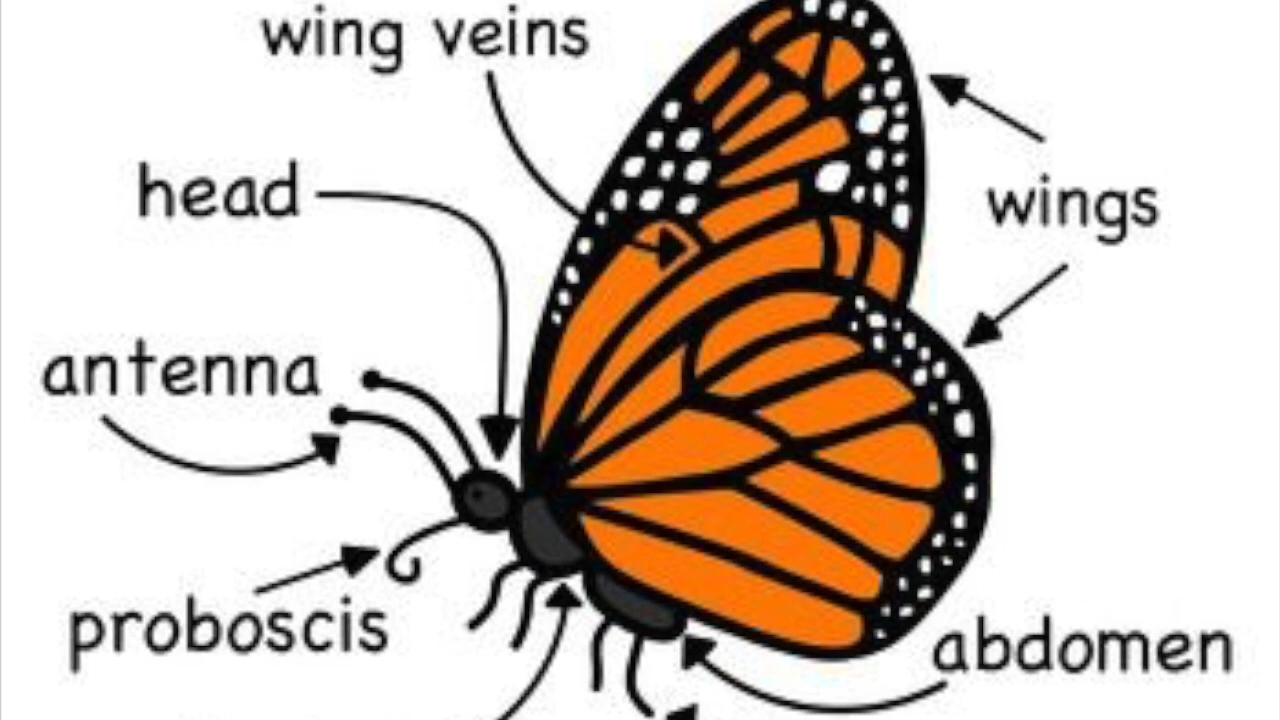 wing veins
head
wings
antenna
proboscis
abdomen